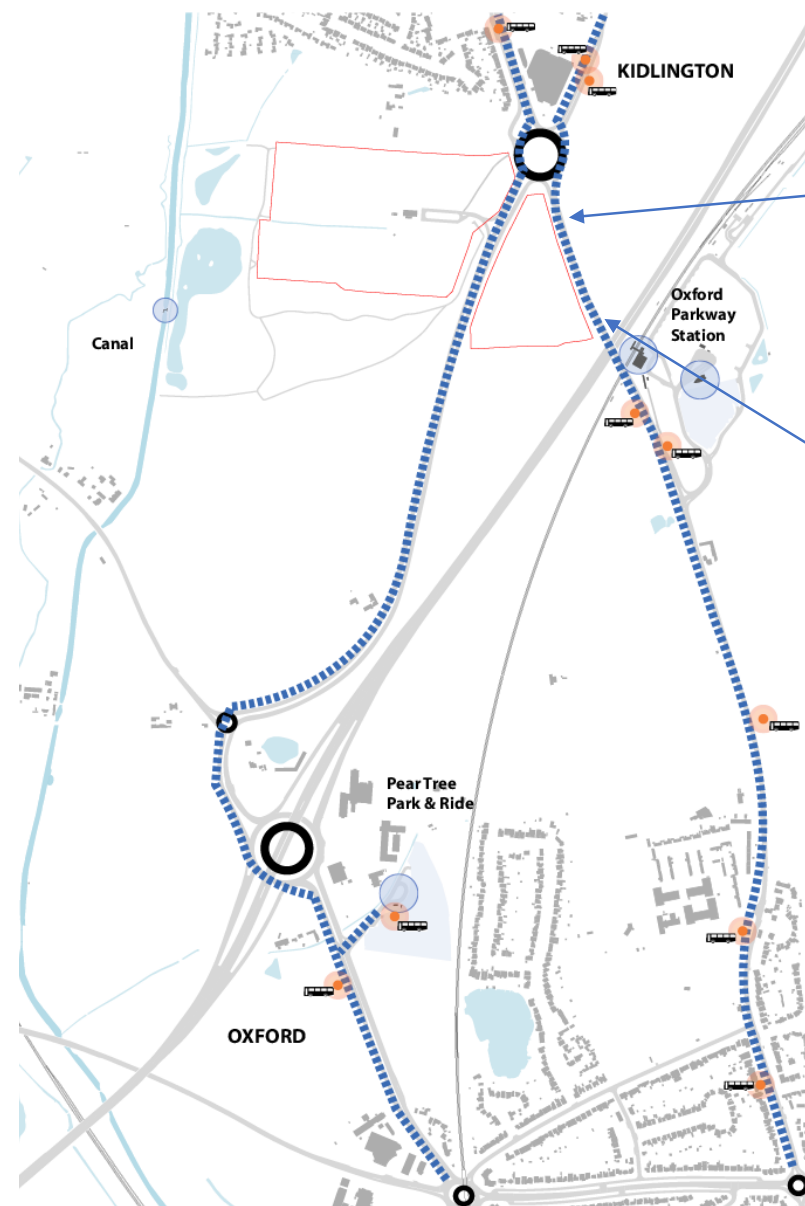 KIDLINGTON
Oxford
Parkway
Station
Canal
Pear Tree
Park & Ride
OXFORD